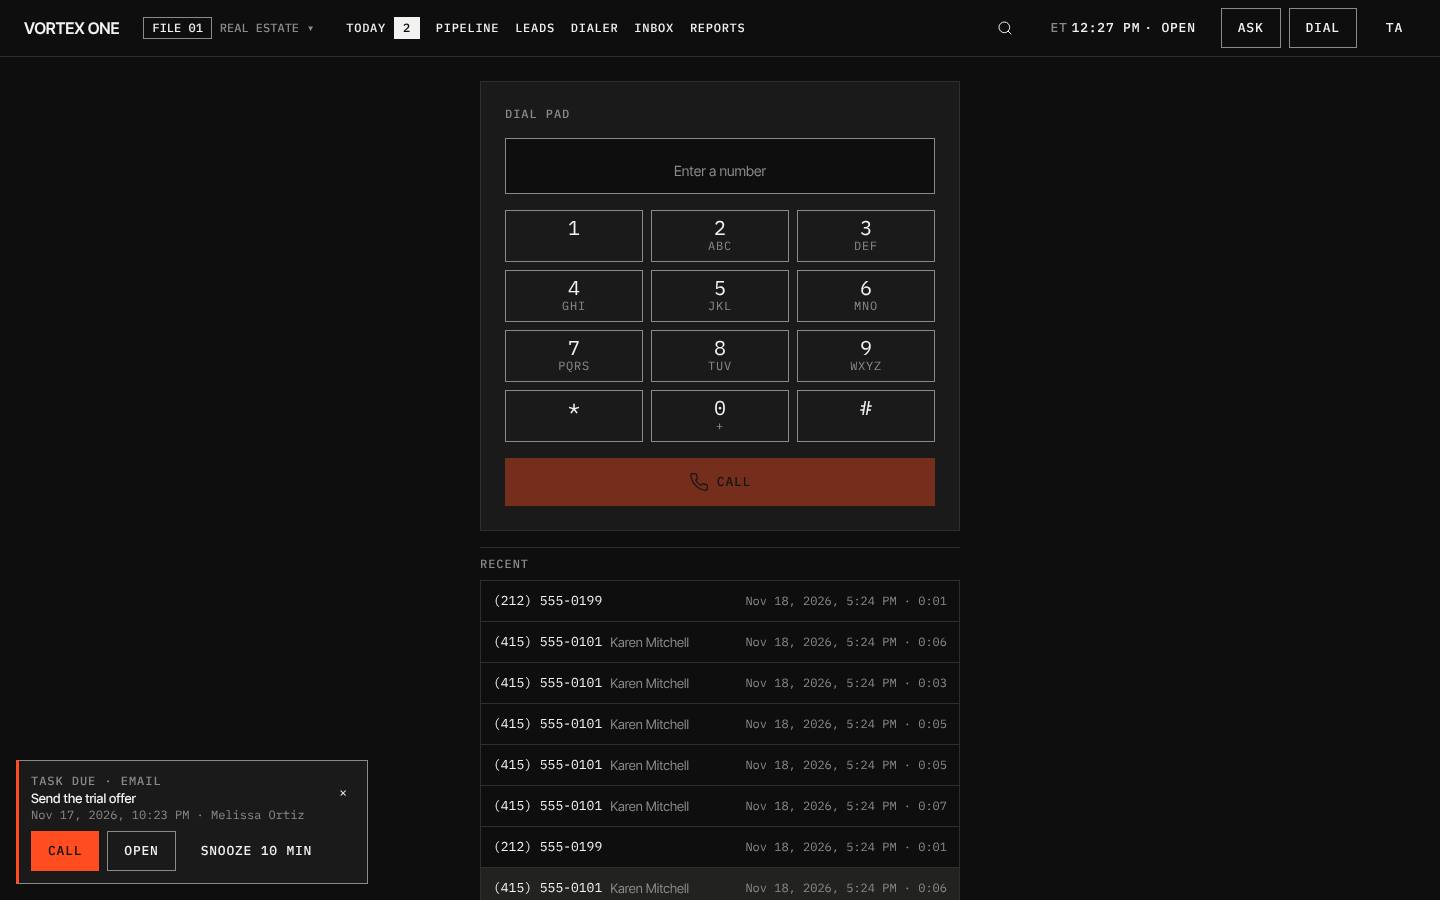 VORTEX ONE FILE 01 REAL ESTATE ▾ TODAY 2 PIPELINE LEADS DIALER INBOX REPORTS ET 12:27 PM · OPEN ASK DIAL TA
DIAL PAD
Enter a number
1 2 3
ABC DEF
4 5 6
GHI JKL MNO
7 8 9
PQRS TUV WXYZ
* 0 #
+
CALL
RECENT
(212) 555-0199 Nov 18, 2026, 5:24 PM · 0:01
(415) 555-0101 Karen Mitchell Nov 18, 2026, 5:24 PM · 0:06
(415) 555-0101 Karen Mitchell Nov 18, 2026, 5:24 PM · 0:03
(415) 555-0101 Karen Mitchell Nov 18, 2026, 5:24 PM · 0:05
(415) 555-0101 Karen Mitchell Nov 18, 2026, 5:24 PM · 0:05
(415) 555-0101 Karen Mitchell Nov 18, 2026, 5:24 PM · 0:07
(212) 555-0199 Nov 18, 2026, 5:24 PM · 0:01
(415) 555-0101 Karen Mitchell Nov 18, 2026, 5:24 PM · 0:06
TASK DUE · EMAIL ×
Send the trial offer
Nov 17, 2026, 10:23 PM · Melissa Ortiz
CALL OPEN SNOOZE 10 MIN